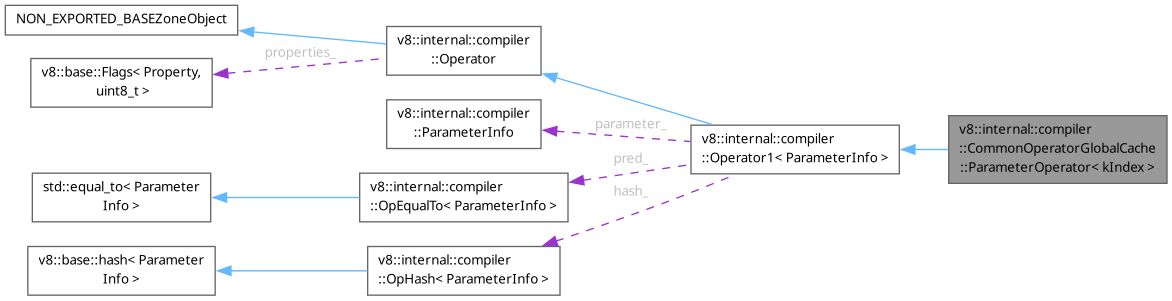 NON_EXPORTED_BASEZoneObject
v8::base::Flags< Property,
uint8_t >
properties_
v8::internal::compiler
::Operator
v8::internal::compiler
::ParameterInfo
parameter_
std::equal_to< Parameter
Info >
v8::internal::compiler
::OpEqualTo< ParameterInfo >
pred_
hash_
v8::base::hash< Parameter
Info >
v8::internal::compiler
::OpHash< ParameterInfo >
v8::internal::compiler
::Operator1< ParameterInfo >
v8::internal::compiler
::CommonOperatorGlobalCache
::ParameterOperator< kIndex >